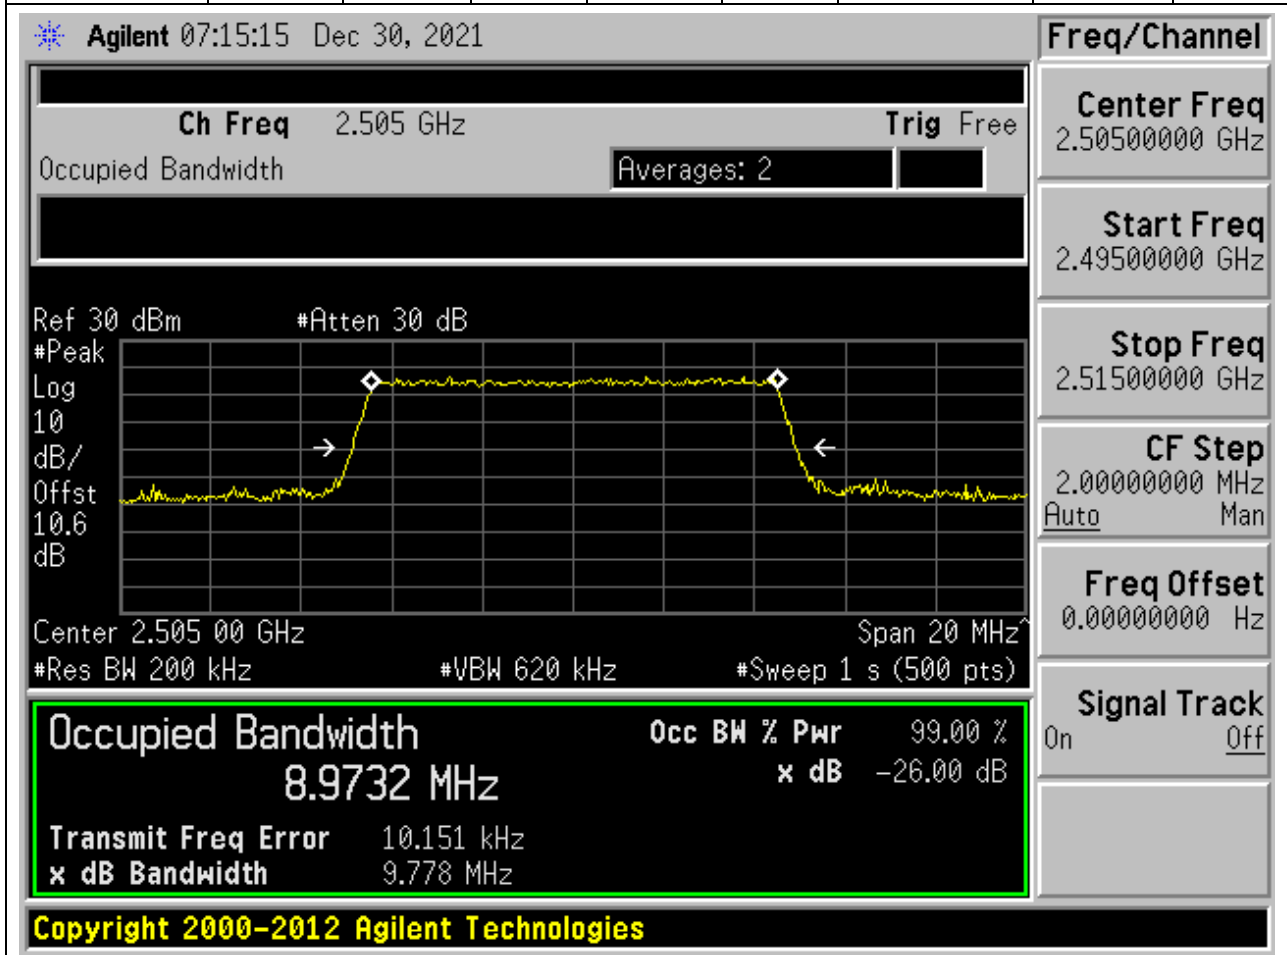 Agilent 07:15:15 Dec 30, 2021
Freq/Channel
Ch Freq 2.505 GHz Trig Free
Occupied Bandwidth Averages: 2
Center Freq
2.50500000 GHz
Start Freq
2.49500000 GHz
Stop Freq
2.51500000 GHz
CF Step
2.00000000 MHz
Auto Man
Freq Offset
0.00000000 Hz
Signal Track
On Off
Ref 30 dBm #Atten 30 dB
#Peak
Log
10
dB/
Offst
10.6
dB
Center 2.505 00 GHz Span 20 MHz^
#Res BW 200 kHz #VBW 620 kHz #Sweep 1 s (500 pts)
Occupied Bandwidth Occ BW % Pwr 99.00 %
8.9732 MHz x dB -26.00 dB
Transmit Freq Error 10.151 kHz
x dB Bandwidth 9.778 MHz
Copyright 2000-2012 Agilent Technologies